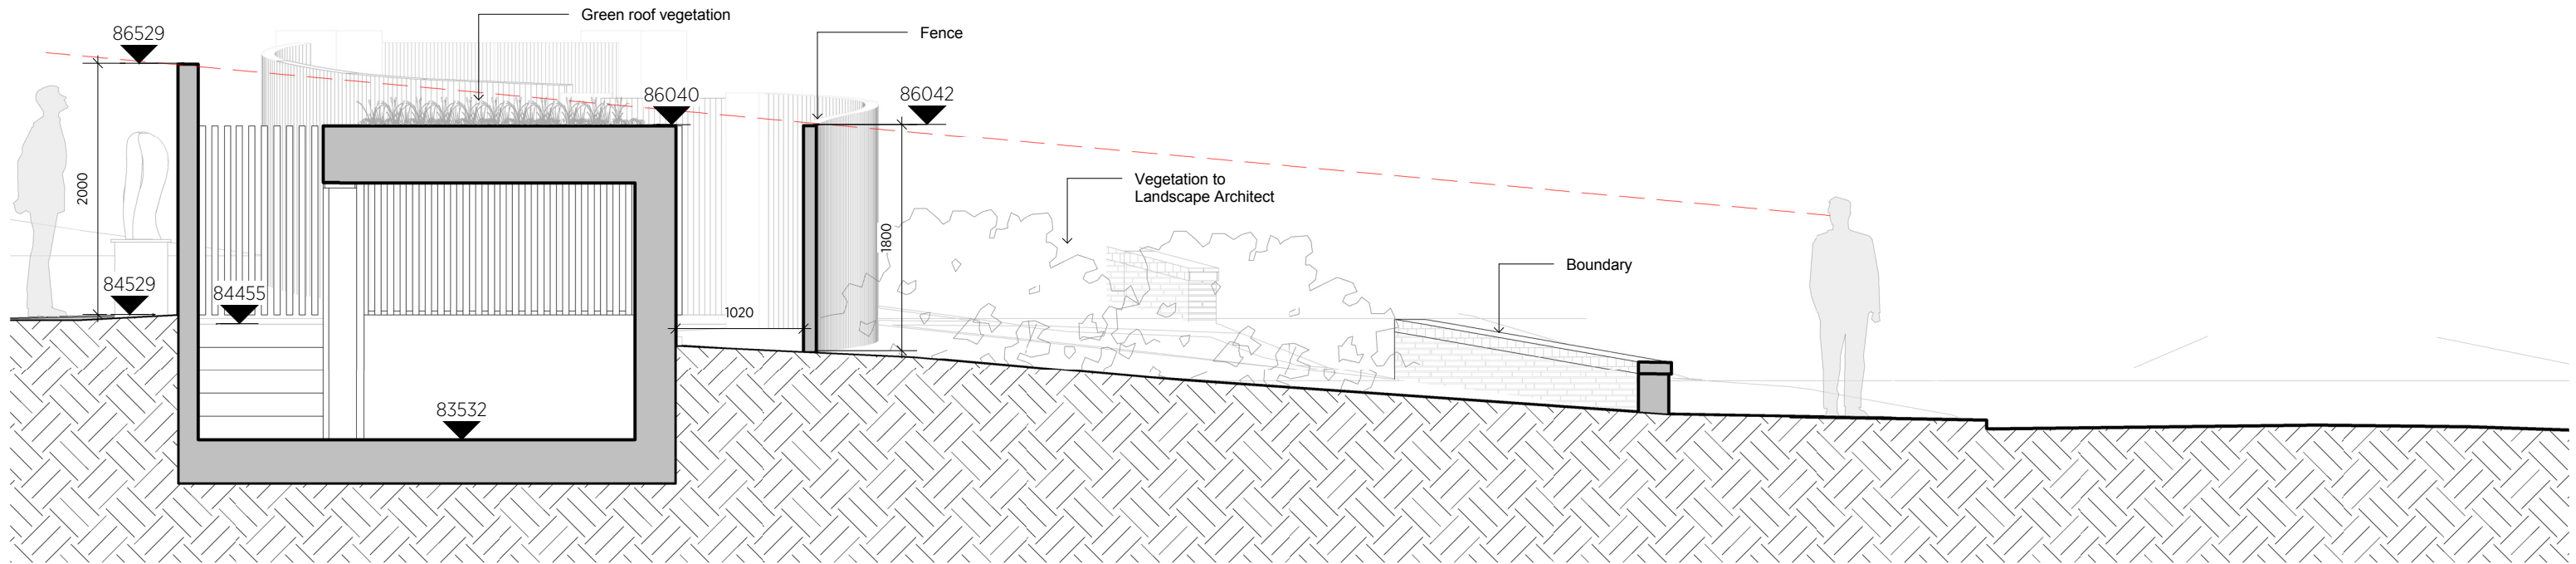 Green roof vegetation
86529
Fence
86040
86042
2000
Vegetation to
Landscape Architect
1800
Boundary
84529
84455
1020
83532